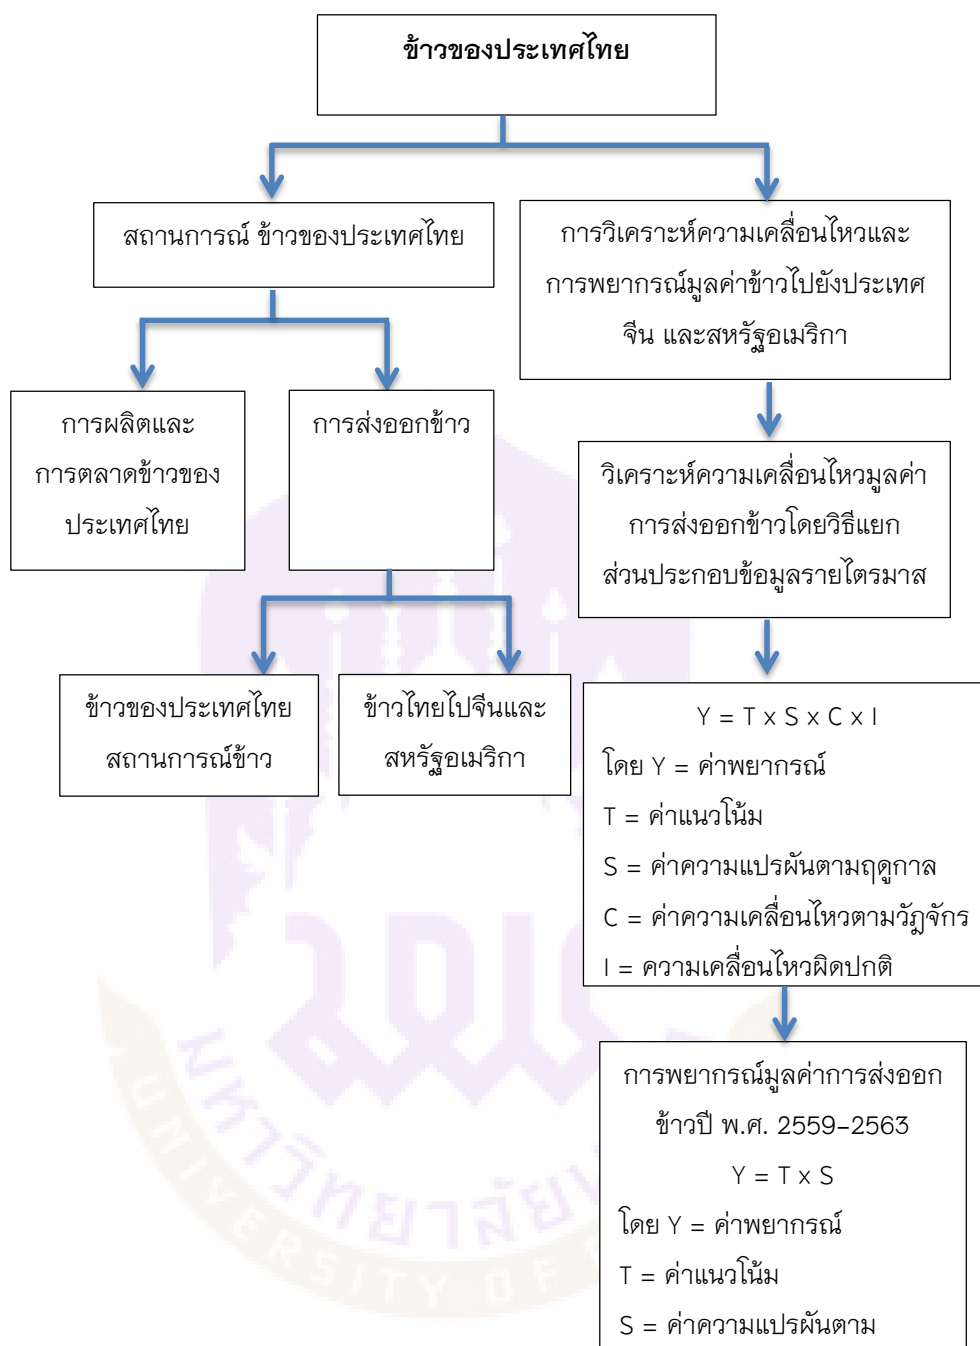 ข้าวของประเทศไทย
สถานการณ์ ข้าวของประเทศไทย
การวิเคราะห์ความเคลื่อนไหวและ
การพยากรณ์มูลค่าข้าวไปยังประเทศ
จีน และสหรัฐอเมริกา
การผลิตและ
การตลาดข้าวของ
ประเทศไทย
การส่งออกข้าว
วิเคราะห์ความเคลื่อนไหวมูลค่า
การส่งออกข้าวโดยวิธีแยก
ส่วนประกอบข้อมูลรายไตรมาส
ข้าวของประเทศไทย
สถานการณ์ข้าว
ข้าวไทยไปจีนและ
สหรัฐอเมริกา
Y = T x S x C x I
โดย Y = ค่าพยากรณ์
T = ค่าแนวโน้ม
S = ค่าความแปรผันตามฤดูกาล
C = ค่าความเคลื่อนไหวตามวัฏจักร
I = ความเคลื่อนไหวผิดปกติ
การพยากรณ์มูลค่าการส่งออก
ข้าวปี พ.ศ. 2559–2563
Y = T x S
โดย Y = ค่าพยากรณ์
T = ค่าแนวโน้ม
S = ค่าความแปรผันตาม